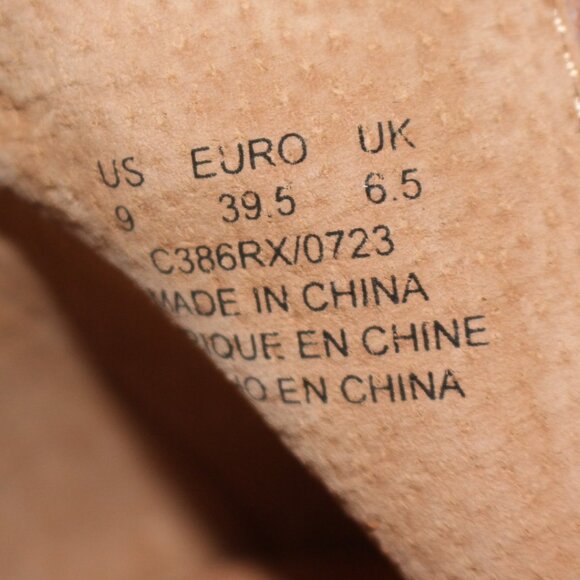 US EURO UK
9 39.5 6.5
C386RX/0723
MADE IN CHINA
EN CHINE
EN CHINA